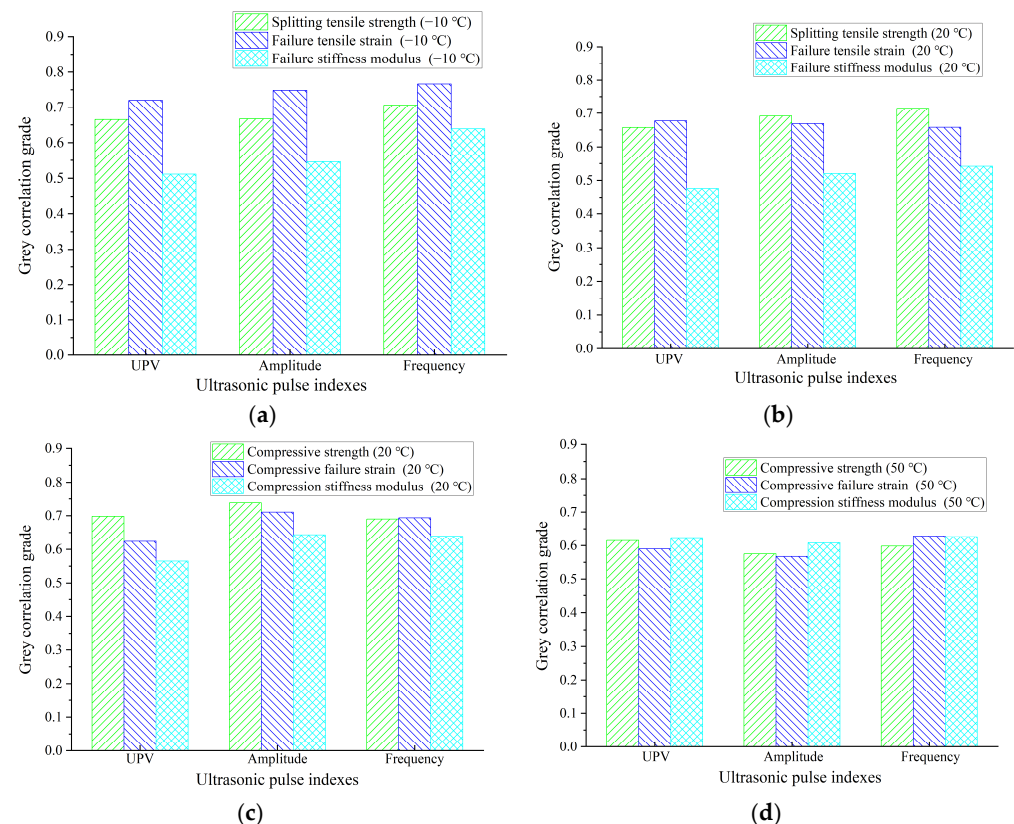 Splitting tensile strength (−10 ℃)
Failure tensile strain (−10 ℃)
Failure stiffness modulus (−10 ℃)
0.9
0.8
0.7
0.6
0.5
0.4
0.3
0.2
0.1
0.0
Grey correlation grade
UPV Amplitude Frequency
Ultrasonic pulse indexes
(a)
Splitting tensile strength (20 ℃)
Failure tensile strain (20 ℃)
Failure stiffness modulus (20 ℃)
0.9
0.8
0.7
0.6
0.5
0.4
0.3
0.2
0.1
0.0
Grey correlation grade
UPV Amplitude Frequency
Ultrasonic pulse indexes
(b)
Compressive strength (20 ℃)
Compressive failure strain (20 ℃)
Compression stiffness modulus (20 ℃)
0.9
0.8
0.7
0.6
0.5
0.4
0.3
0.2
0.1
0.0
Grey correlation grade
UPV Amplitude Frequency
Ultrasonic pulse indexes
(c)
Compressive strength (50 ℃)
Compressive failure strain (50 ℃)
Compression stiffness modulus (50 ℃)
0.9
0.8
0.7
0.6
0.5
0.4
0.3
0.2
0.1
0.0
Grey correlation grade
UPV Amplitude Frequency
Ultrasonic pulse indexes
(d)